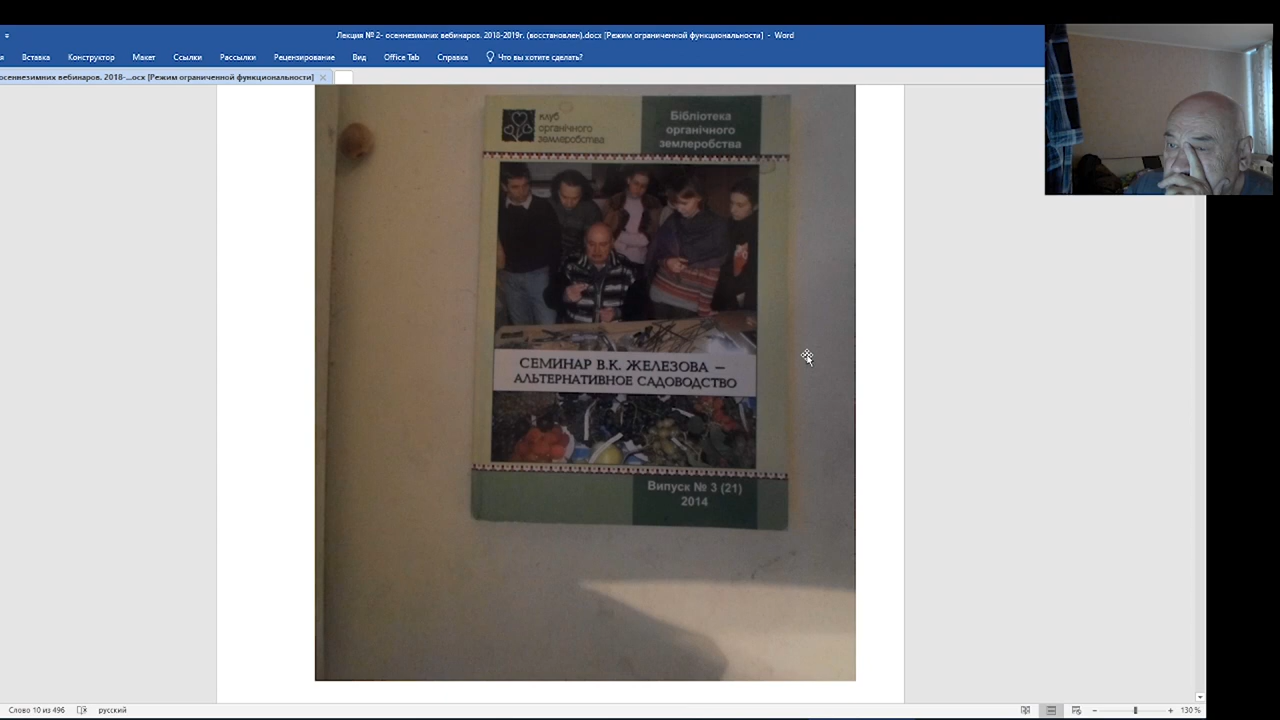 Лекция № 2- осеннезимних вебинаров. 2018-2019г. (восстановлен).docx [Режим ограниченной функциональности] - Word
Вставка Конструктор Макет Ссылки Рассылки Рецензирование Вид Office Tab Справка Что вы хотите сделать?
осеннезимних вебинаров. 2018-...ocx [Режим ограниченной функциональности]
клуб
органічного
землеробства
Бібліотека
органічного
землеробства
СЕМИНАР В.К. ЖЕЛЕЗОВА –
АЛЬТЕРНАТИВНОЕ САДОВОДСТВО
Випуск № 3 (21)
2014
Слово 10 из 496 русский 130 %